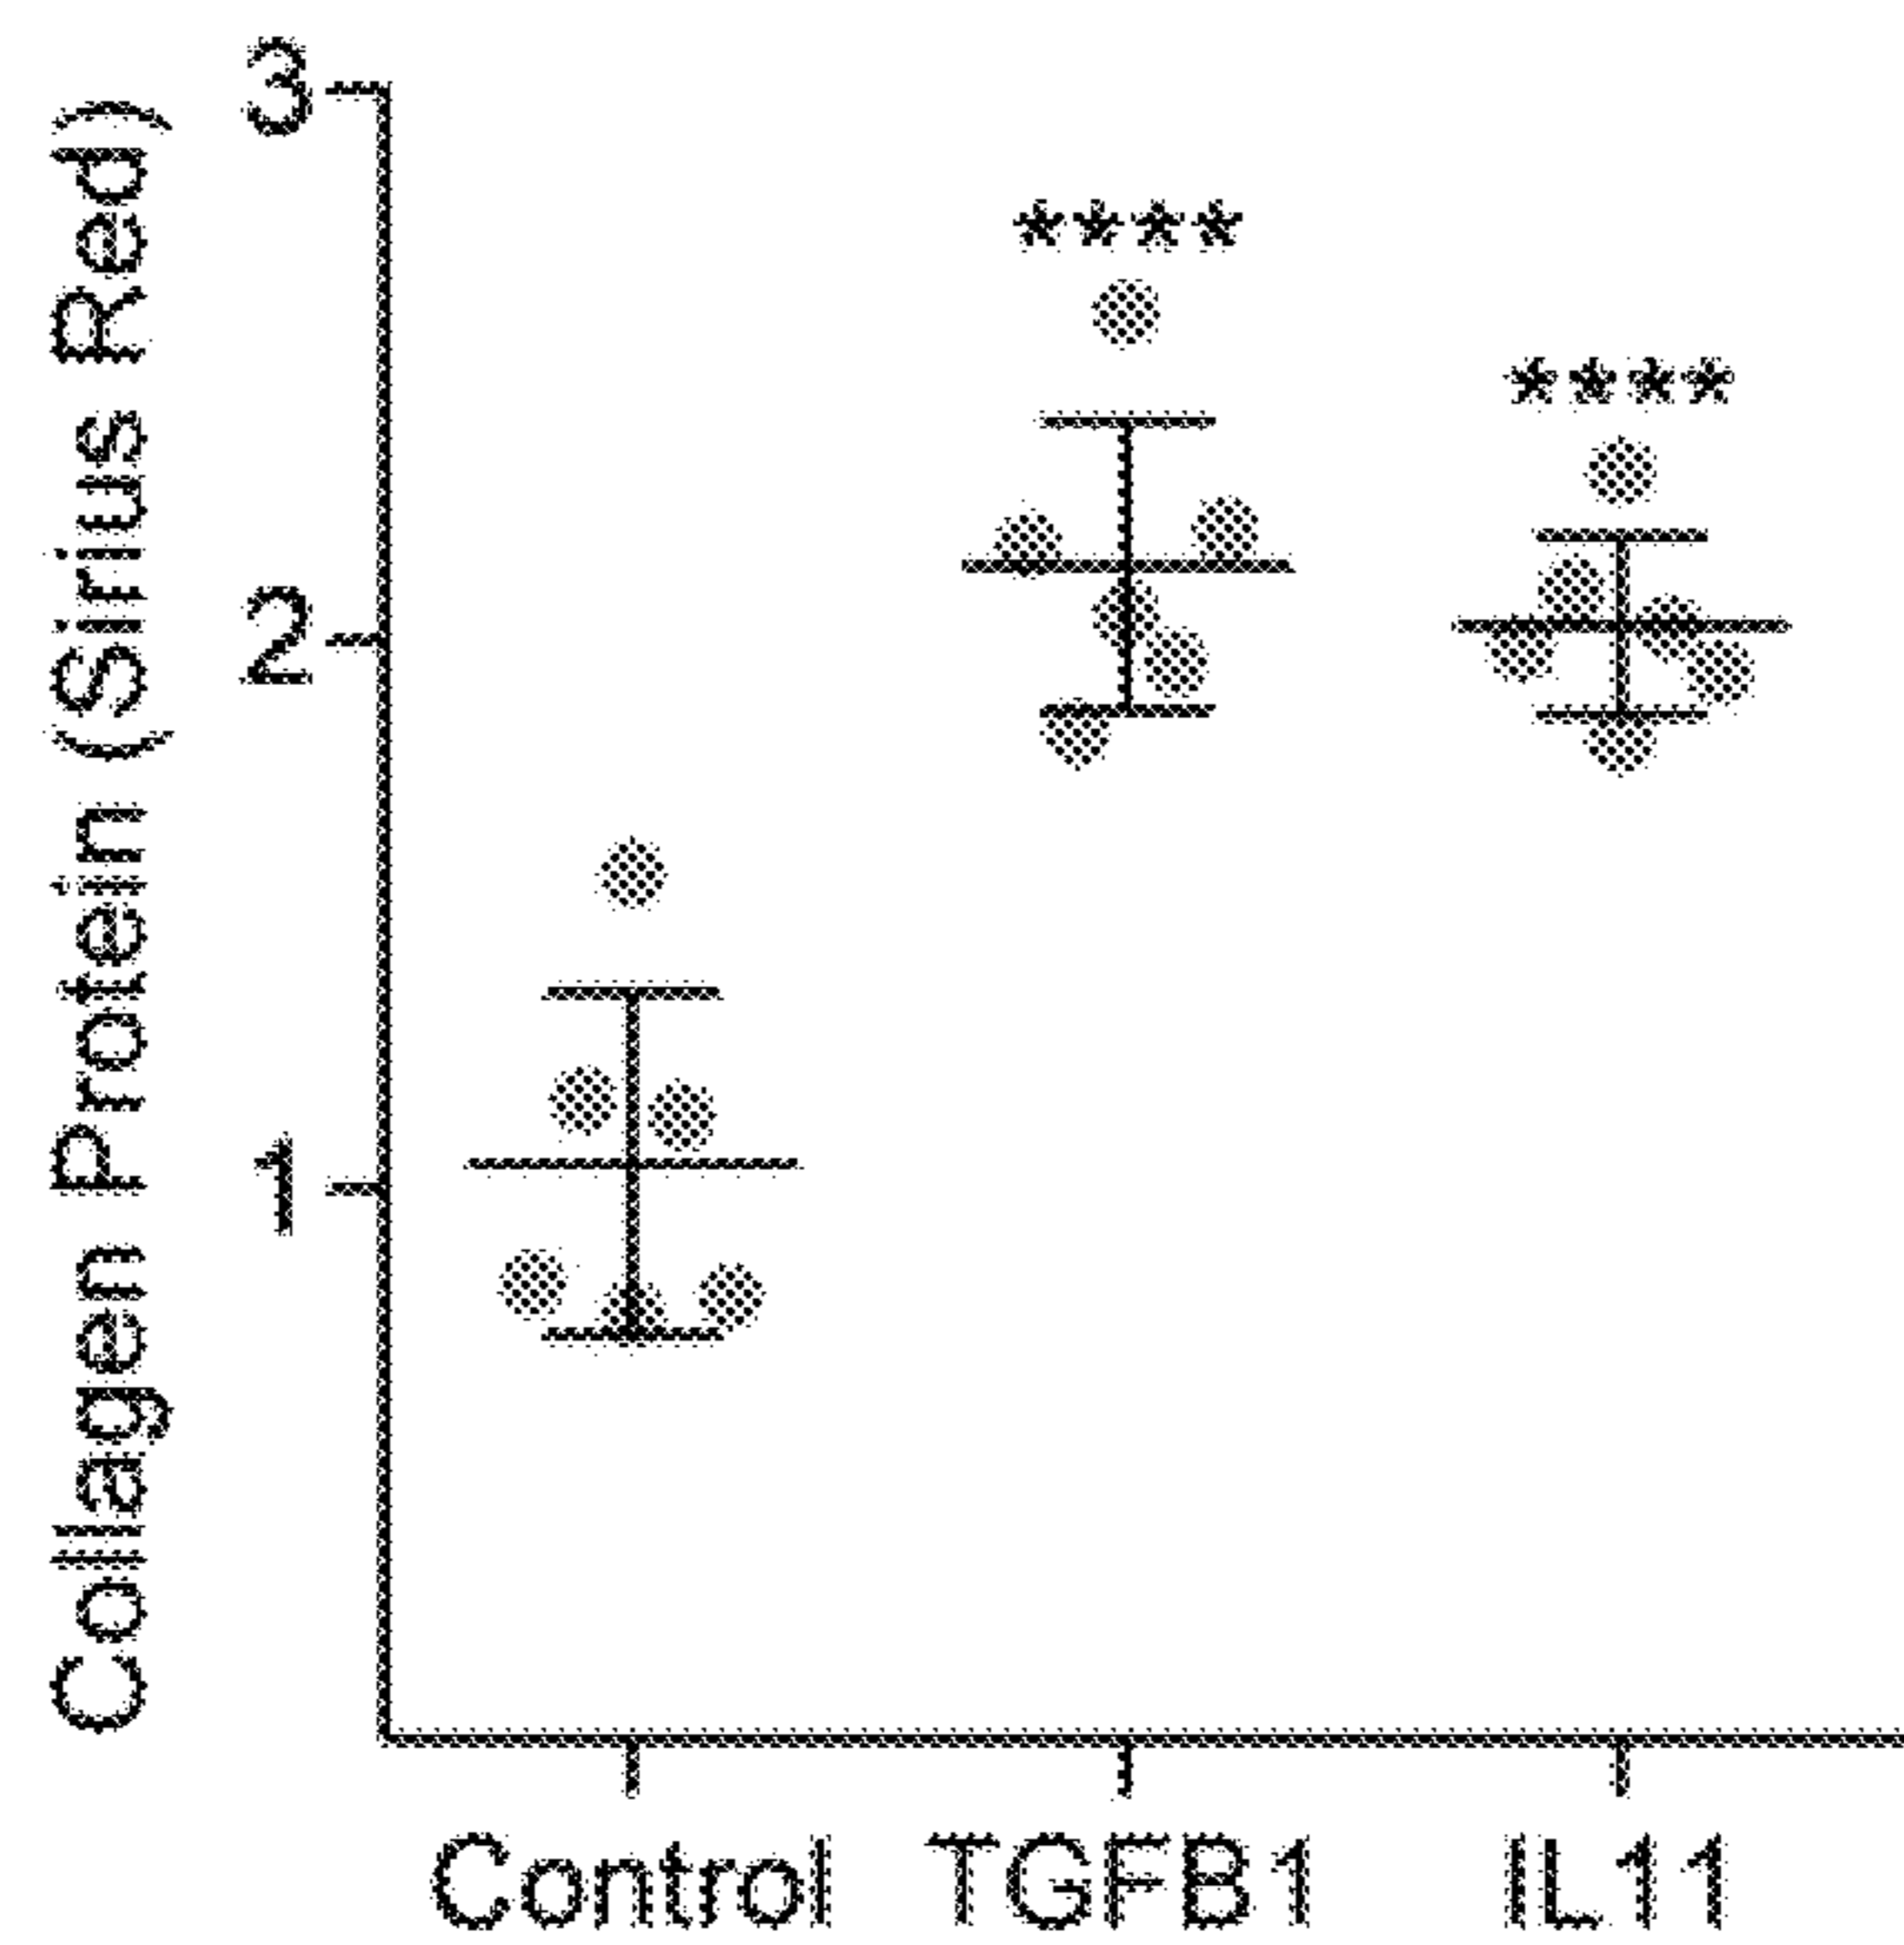 Collagen Protein (Sirius Red)
3
2
1
****
****
Control TGFB1 IL11